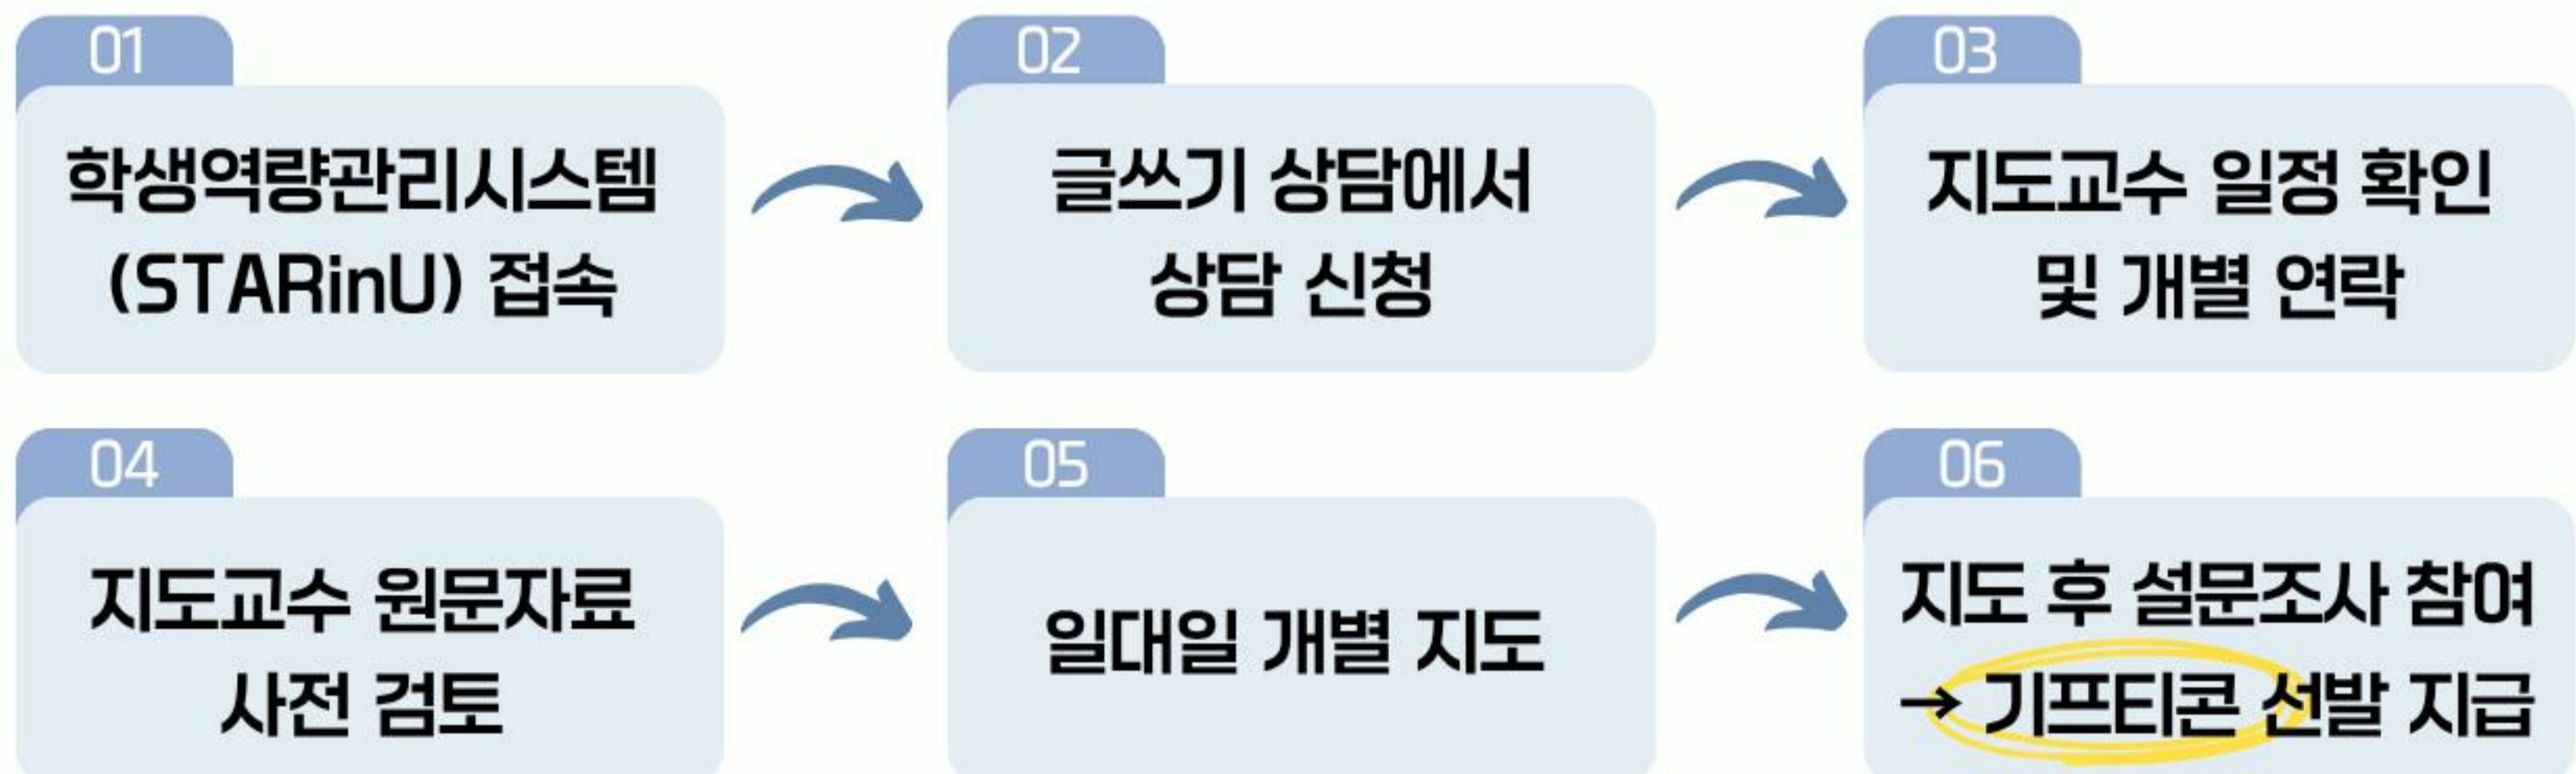 01
학생역량관리시스템
(STARinU) 접속
02
글쓰기 상담에서
상담 신청
03
지도교수 일정 확인
및 개별 연락
04
지도교수 원문자료
사전 검토
05
일대일 개별 지도
06
지도 후 설문조사 참여
→ 기프티콘 선발 지급